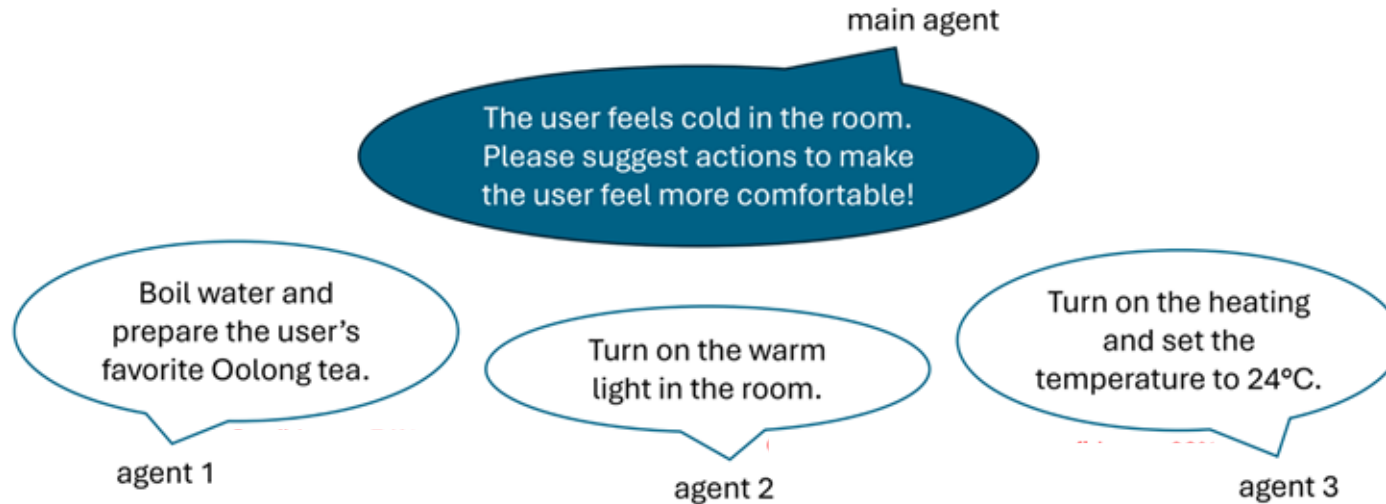 main agent
The user feels cold in the room.
Please suggest actions to make
the user feel more comfortable!
Boil water and
prepare the user's
favorite Oolong tea.
agent 1
Turn on the warm
light in the room.
agent 2
Turn on the heating
and set the
temperature to 24°C.
agent 3